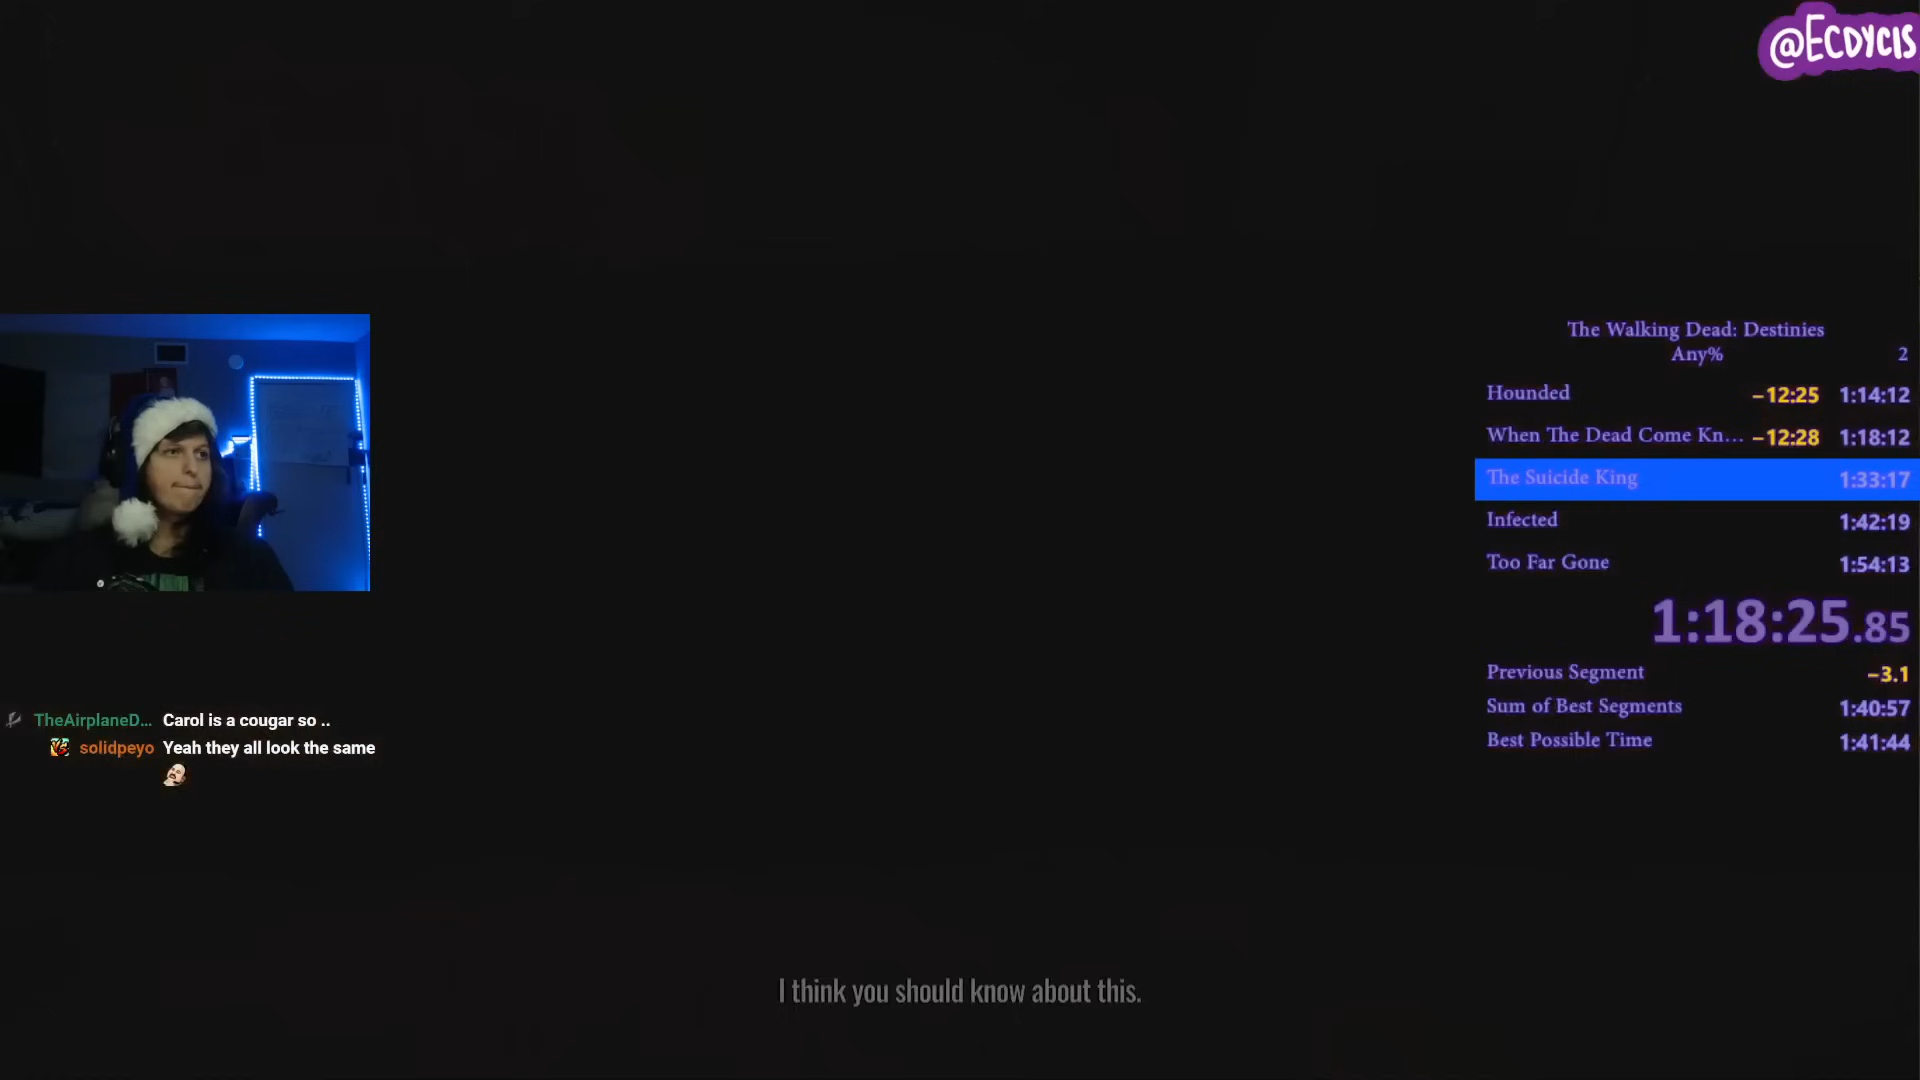 @ECDYCIS
The Walking Dead: Destinies
Any% 2
Hounded −12:25 1:14:12
When The Dead Come Kn... −12:28 1:18:12
The Suicide King 1:33:17
Infected 1:42:19
Too Far Gone 1:54:13
1:18:25.85
Previous Segment −3.1
Sum of Best Segments 1:40:57
Best Possible Time 1:41:44
TheAirplaneD... Carol is a cougar so ..
solidpeyo Yeah they all look the same
I think you should know about this.